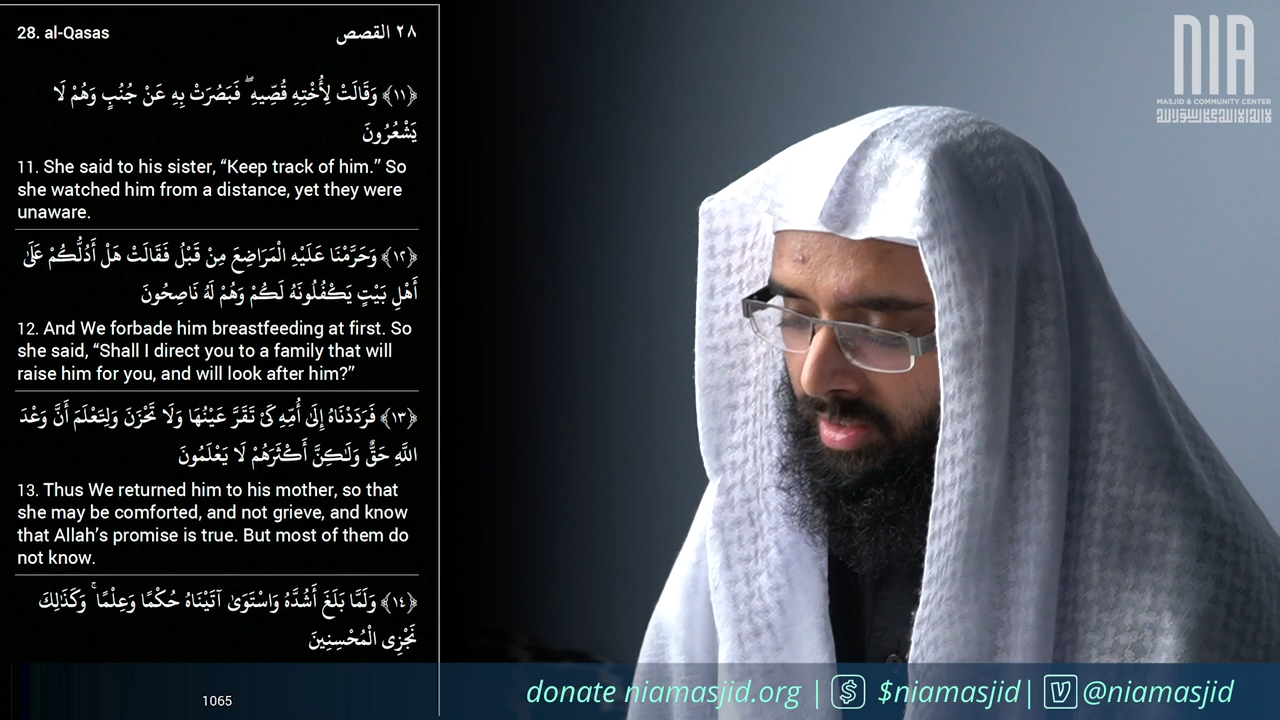 28. al-Qasas
٢٨ القصص
﴿١١﴾ وَقَالَتْ لِأُخْتِهِ قُصِّيهِ ۖ فَبَصُرَتْ بِهِ عَنْ جُنُبٍ وَهُمْ لَا
يَشْعُرُونَ
11. She said to his sister, “Keep track of him.” So
she watched him from a distance, yet they were
unaware.
﴿١٢﴾ وَحَرَّمْنَا عَلَيْهِ الْمَرَاضِعَ مِنْ قَبْلُ فَقَالَتْ هَلْ أَدُلُّكُمْ عَلَىٰ
أَهْلِ بَيْتٍ يَكْفُلُونَهُ لَكُمْ وَهُمْ لَهُ نَاصِحُونَ
12. And We forbade him breastfeeding at first. So
she said, “Shall I direct you to a family that will
raise him for you, and will look after him?”
﴿١٣﴾ فَرَدَدْنَاهُ إِلَىٰ أُمِّهِ كَيْ تَقَرَّ عَيْنُهَا وَلَا تَحْزَنَ وَلِتَعْلَمَ أَنَّ وَعْدَ
اللَّهِ حَقٌّ وَلَٰكِنَّ أَكْثَرَهُمْ لَا يَعْلَمُونَ
13. Thus We returned him to his mother, so that
she may be comforted, and not grieve, and know
that Allah’s promise is true. But most of them do
not know.
﴿١٤﴾ وَلَمَّا بَلَغَ أَشُدَّهُ وَاسْتَوَىٰ آتَيْنَاهُ حُكْمًا وَعِلْمًا ۚ وَكَذَٰلِكَ
نَجْزِي الْمُحْسِنِينَ
1065
NIA
MASJID & COMMUNITY CENTER
donate niamasjid.org | $ $niamasjid | V @niamasjid